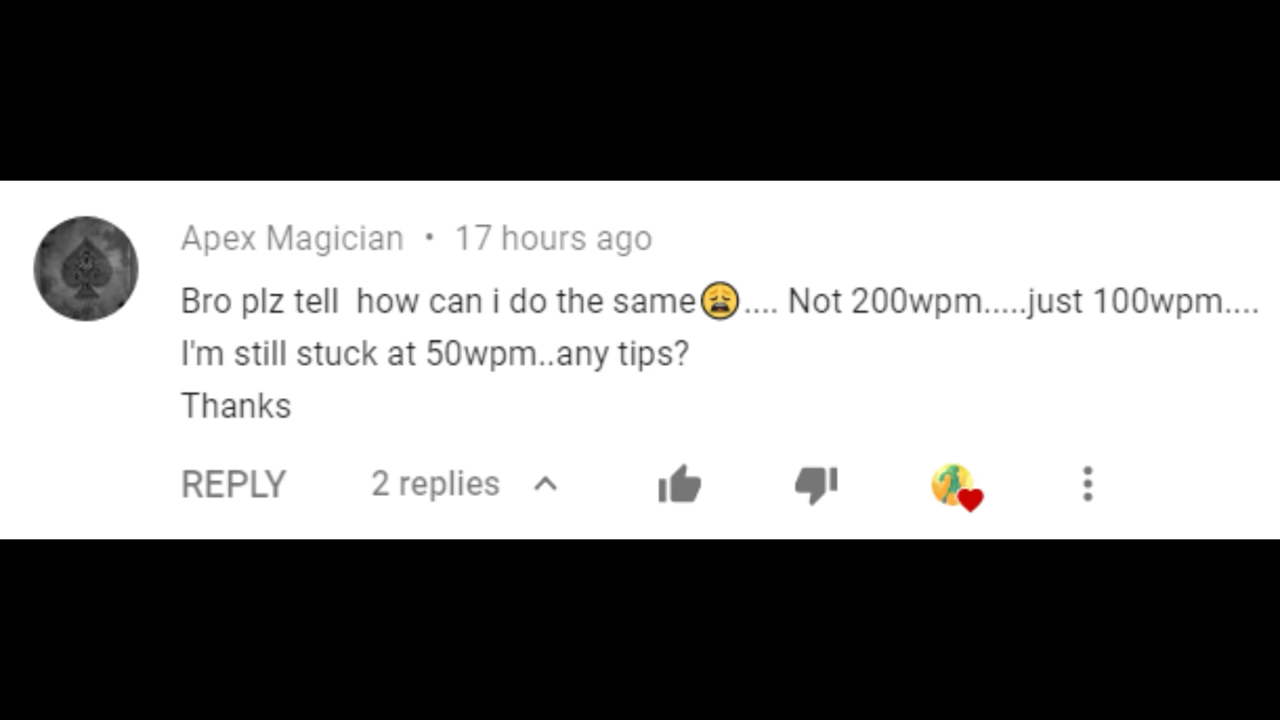 Apex Magician • 17 hours ago
Bro plz tell  how can i do the same😩.... Not 200wpm.....just 100wpm....
I'm still stuck at 50wpm..any tips?
Thanks
REPLY 2 replies